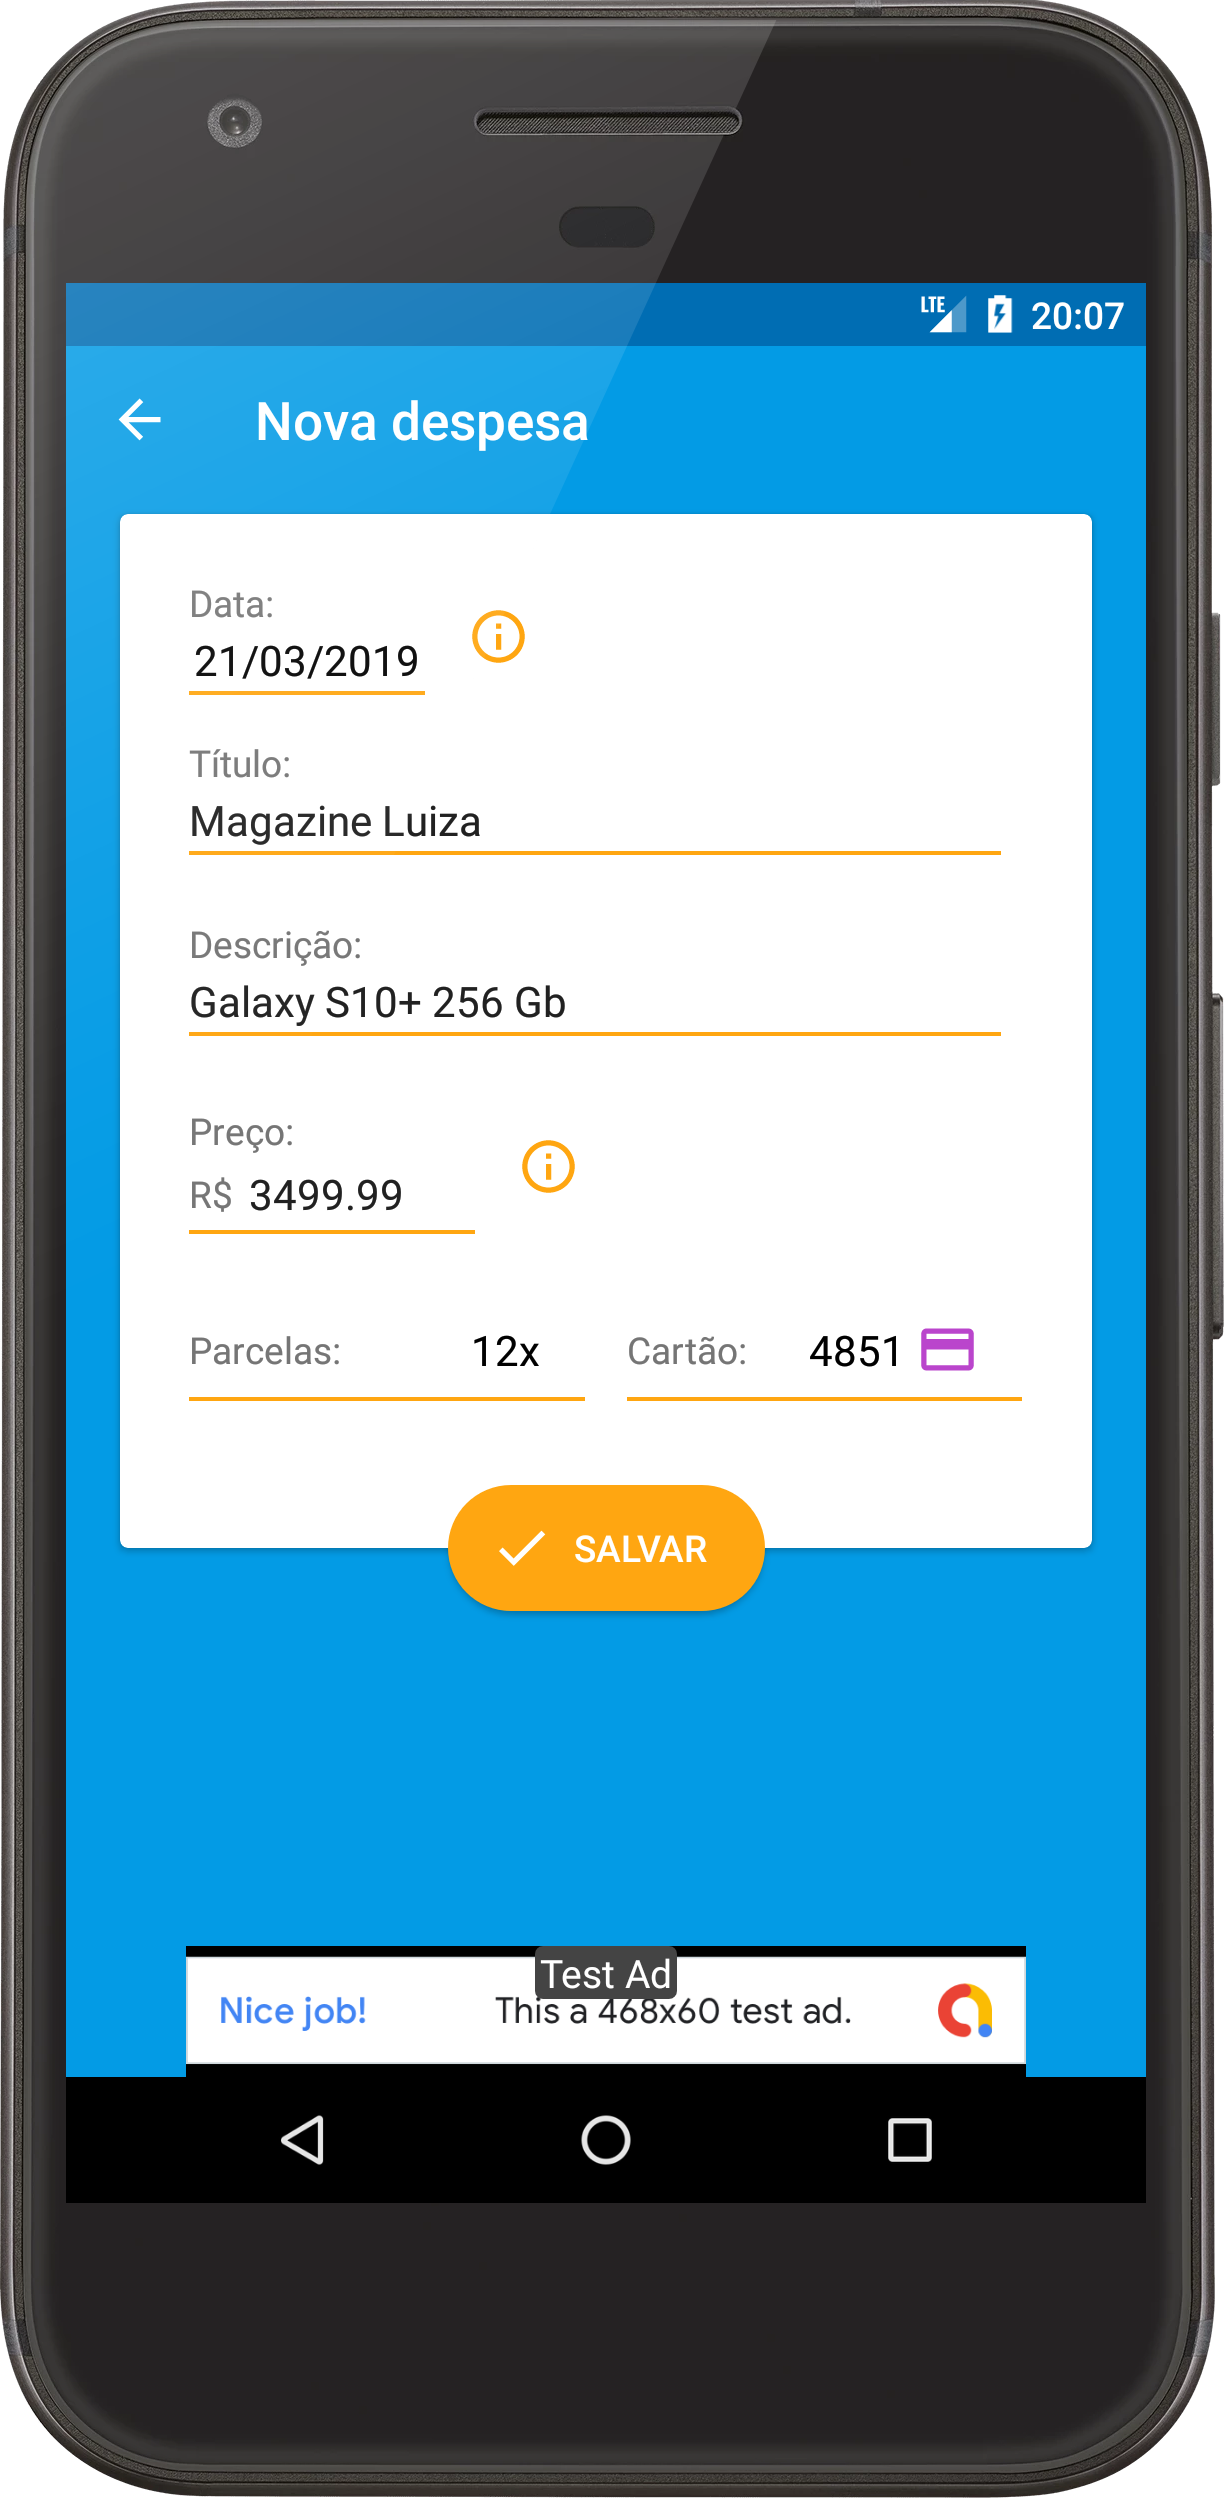 LTE 20:07
Nova despesa
Data:
21/03/2019
Título:
Magazine Luiza
Descrição:
Galaxy S10+ 256 Gb
Preço:
R$ 3499.99
Parcelas: 12x Cartão: 4851
SALVAR
Test Ad
Nice job! This a 468x60 test ad.